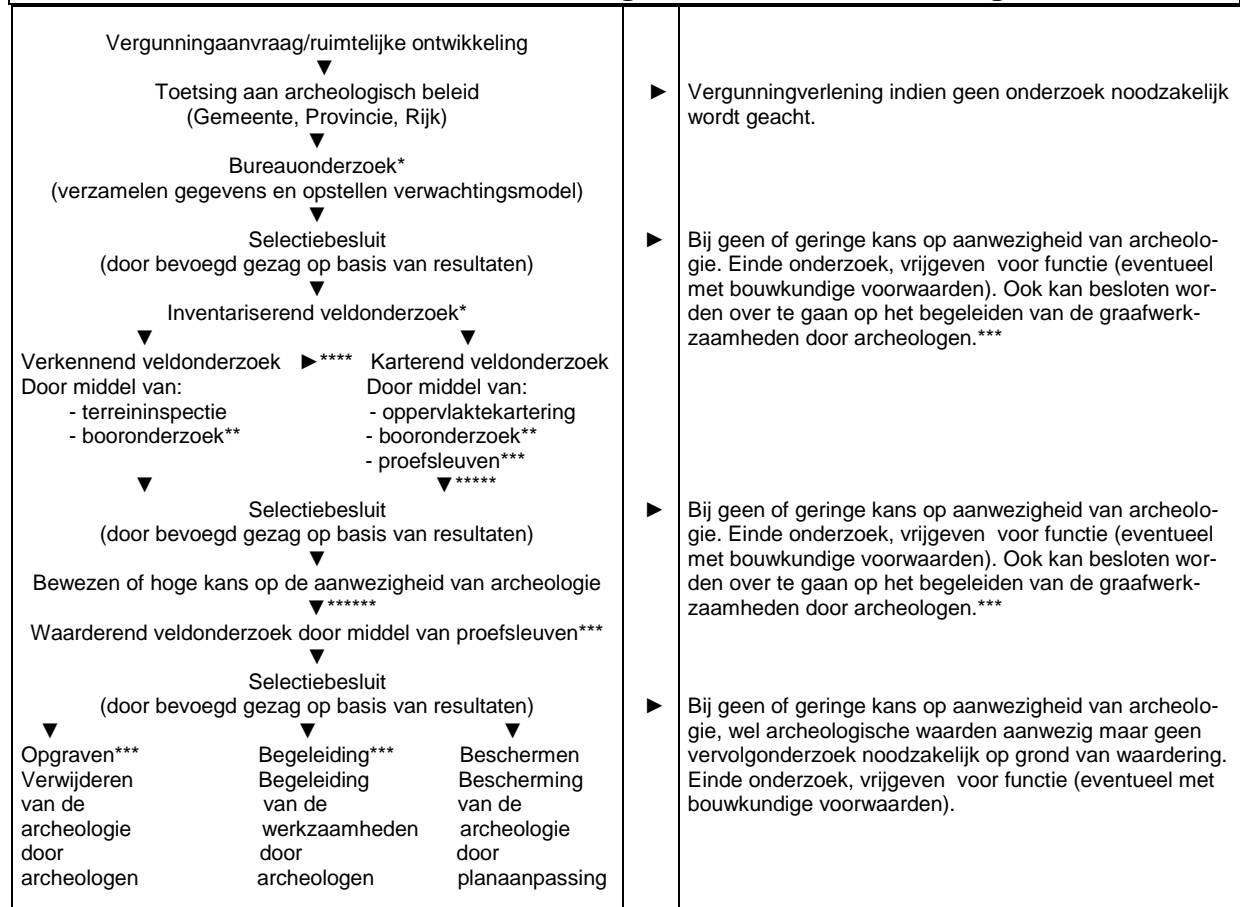 Vergunningaanvraag/ruimtelijke ontwikkeling
▼
Toetsing aan archeologisch beleid
(Gemeente, Provincie, Rijk)
► Vergunningverlening indien geen onderzoek noodzakelijk
wordt geacht.
▼
Bureauonderzoek*
(verzamelen gegevens en opstellen verwachtingsmodel)
▼
Selectiebesluit
(door bevoegd gezag op basis van resultaten)
► Bij geen of geringe kans op aanwezigheid van archeolo-
gie. Einde onderzoek, vrijgeven voor functie (eventueel
met bouwkundige voorwaarden). Ook kan besloten wor-
den over te gaan op het begeleiden van de graafwerk-
zaamheden door archeologen.***
▼
Inventariserend veldonderzoek*
▼ ▼
Verkennend veldonderzoek ►**** Karterend veldonderzoek
Door middel van: Door middel van:
- terreininspectie - oppervlaktekartering
- booronderzoek** - booronderzoek**
- proefsleuven***
▼ ▼*****
Selectiebesluit
(door bevoegd gezag op basis van resultaten)
► Bij geen of geringe kans op aanwezigheid van archeolo-
gie. Einde onderzoek, vrijgeven voor functie (eventueel
met bouwkundige voorwaarden). Ook kan besloten wor-
den over te gaan op het begeleiden van de graafwerk-
zaamheden door archeologen.***
▼
Bewezen of hoge kans op de aanwezigheid van archeologie
▼******
Waarderend veldonderzoek door middel van proefsleuven***
▼
Selectiebesluit
(door bevoegd gezag op basis van resultaten)
► Bij geen of geringe kans op aanwezigheid van archeolo-
gie, wel archeologische waarden aanwezig maar geen
vervolgonderzoek noodzakelijk op grond van waardering.
Einde onderzoek, vrijgeven voor functie (eventueel met
bouwkundige voorwaarden).
▼ ▼ ▼
Opgraven*** Begeleiding*** Beschermen
Verwijderen Begeleiding Bescherming
van de van de van de
archeologie werkzaamheden archeologie
door door door
archeologen archeologen planaanpassing